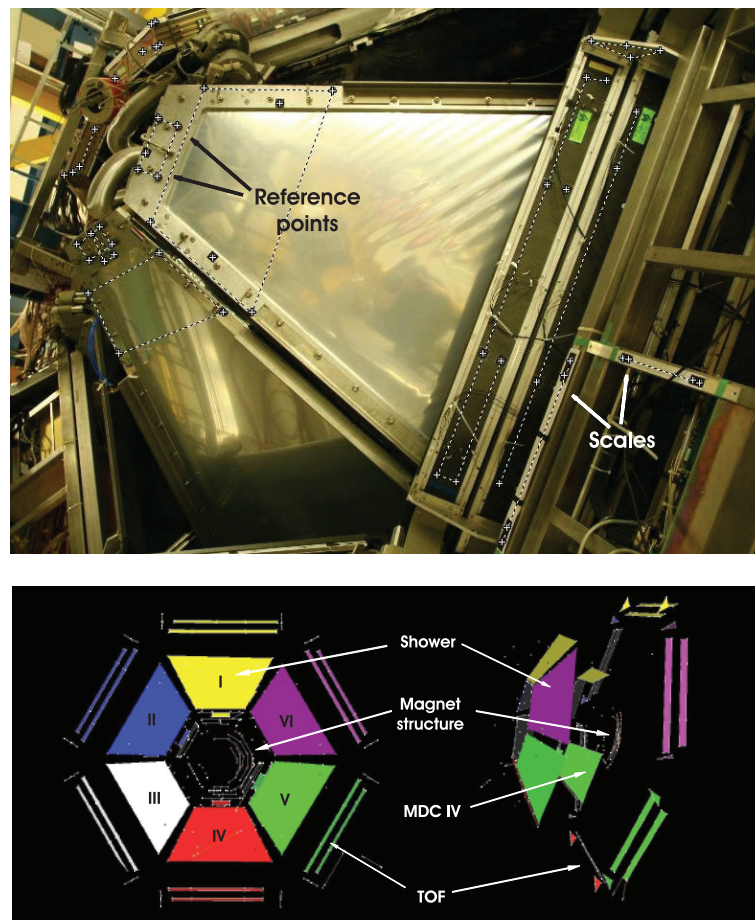 Reference
points
Scales
Shower
I
II
VI
Magnet
structure
III
V
MDC IV
IV
TOF